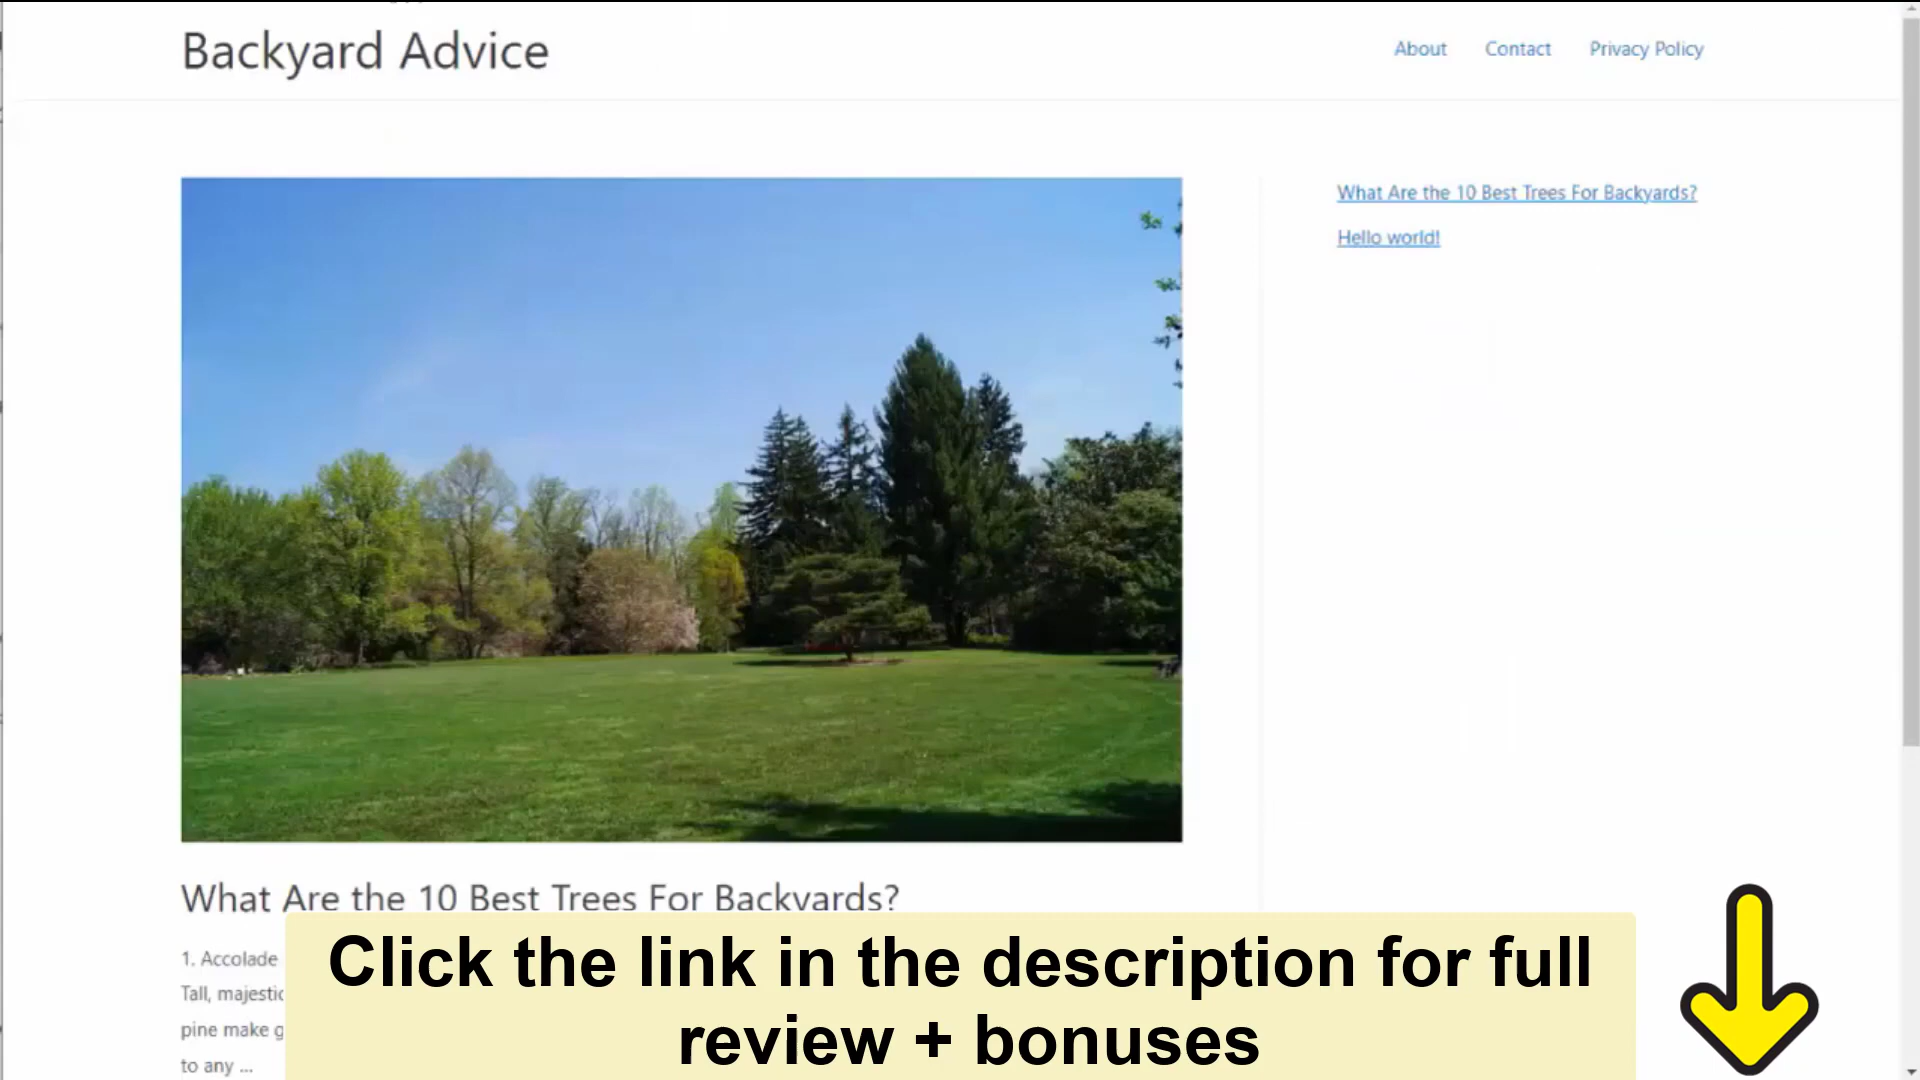 Backyard Advice
About Contact Privacy Policy
What Are the 10 Best Trees For Backyards?
Hello world!
What Are the 10 Best Trees For Backyards?
1. Accolade
Tall, majestic
pine make g
to any ...
Click the link in the description for full
review + bonuses